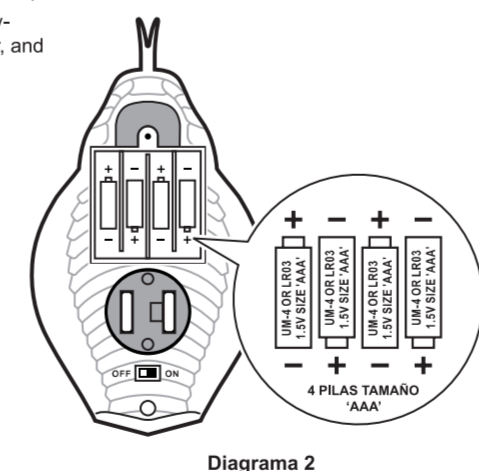 y-
, and
+ – + –
– + – +
OFF ON
+ – + –
UM-4 OR LR03
1.5V SIZE 'AAA'
UM-4 OR LR03
1.5V SIZE 'AAA'
UM-4 OR LR03
1.5V SIZE 'AAA'
UM-4 OR LR03
1.5V SIZE 'AAA'
– + – +
4 PILAS TAMAÑO
'AAA'
Diagrama 2